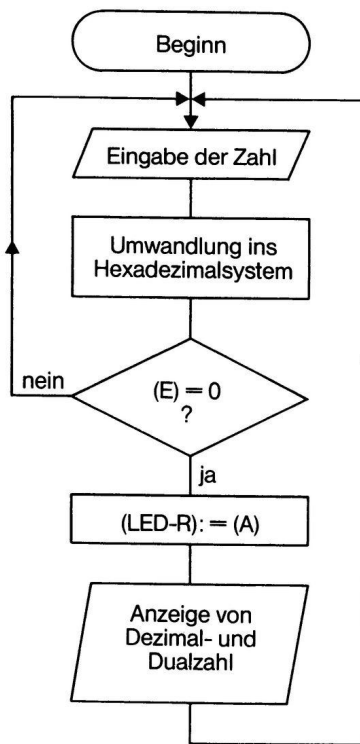 Beginn
Eingabe der Zahl
Umwandlung ins
Hexadezimalsystem
(E) = 0
?
nein
ja
(LED-R): = (A)
Anzeige von
Dezimal- und
Dualzahl